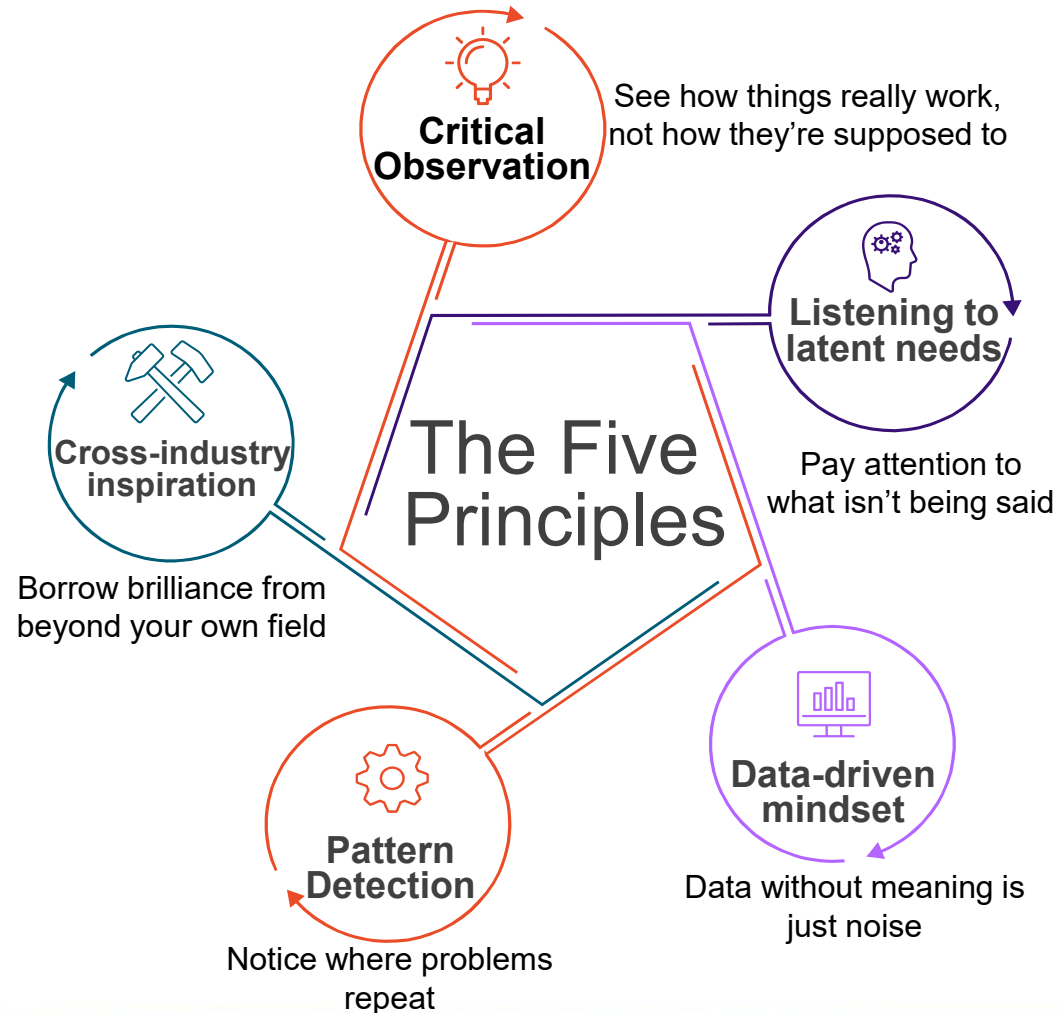 Critical
Observation
See how things really work,
not how they’re supposed to
Listening to
latent needs
Pay attention to
what isn’t being said
The Five
Principles
Cross-industry
inspiration
Borrow brilliance from
beyond your own field
Data-driven
mindset
Data without meaning is
just noise
Pattern
Detection
Notice where problems
repeat